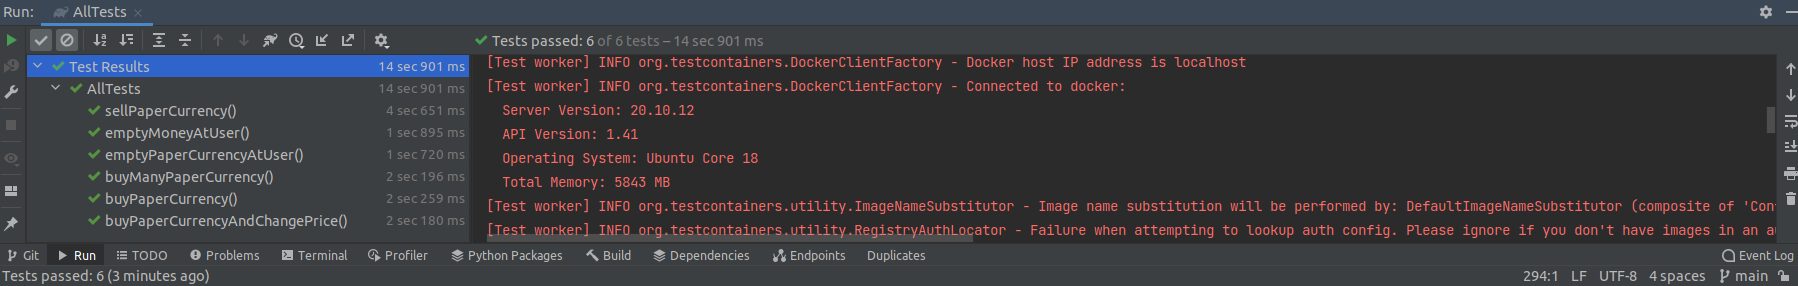 Run: AllTests
Tests passed: 6 of 6 tests – 14 sec 901 ms
Test Results 14 sec 901 ms
AllTests 14 sec 901 ms
sellPaperCurrency() 4 sec 651 ms
emptyMoneyAtUser() 1 sec 895 ms
emptyPaperCurrencyAtUser() 1 sec 720 ms
buyManyPaperCurrency() 2 sec 196 ms
buyPaperCurrency() 2 sec 259 ms
buyPaperCurrencyAndChangePrice() 2 sec 180 ms
[Test worker] INFO org.testcontainers.DockerClientFactory - Docker host IP address is localhost
[Test worker] INFO org.testcontainers.DockerClientFactory - Connected to docker:
Server Version: 20.10.12
API Version: 1.41
Operating System: Ubuntu Core 18
Total Memory: 5843 MB
[Test worker] INFO org.testcontainers.utility.ImageNameSubstitutor - Image name substitution will be performed by: DefaultImageNameSubstitutor (composite of 'Con
[Test worker] INFO org.testcontainers.utility.RegistryAuthLocator - Failure when attempting to lookup auth config. Please ignore if you don't have images in an au
Git Run TODO Problems Terminal Profiler Python Packages Build Dependencies Endpoints Duplicates Event Log
Tests passed: 6 (3 minutes ago) 294:1 LF UTF-8 4 spaces main